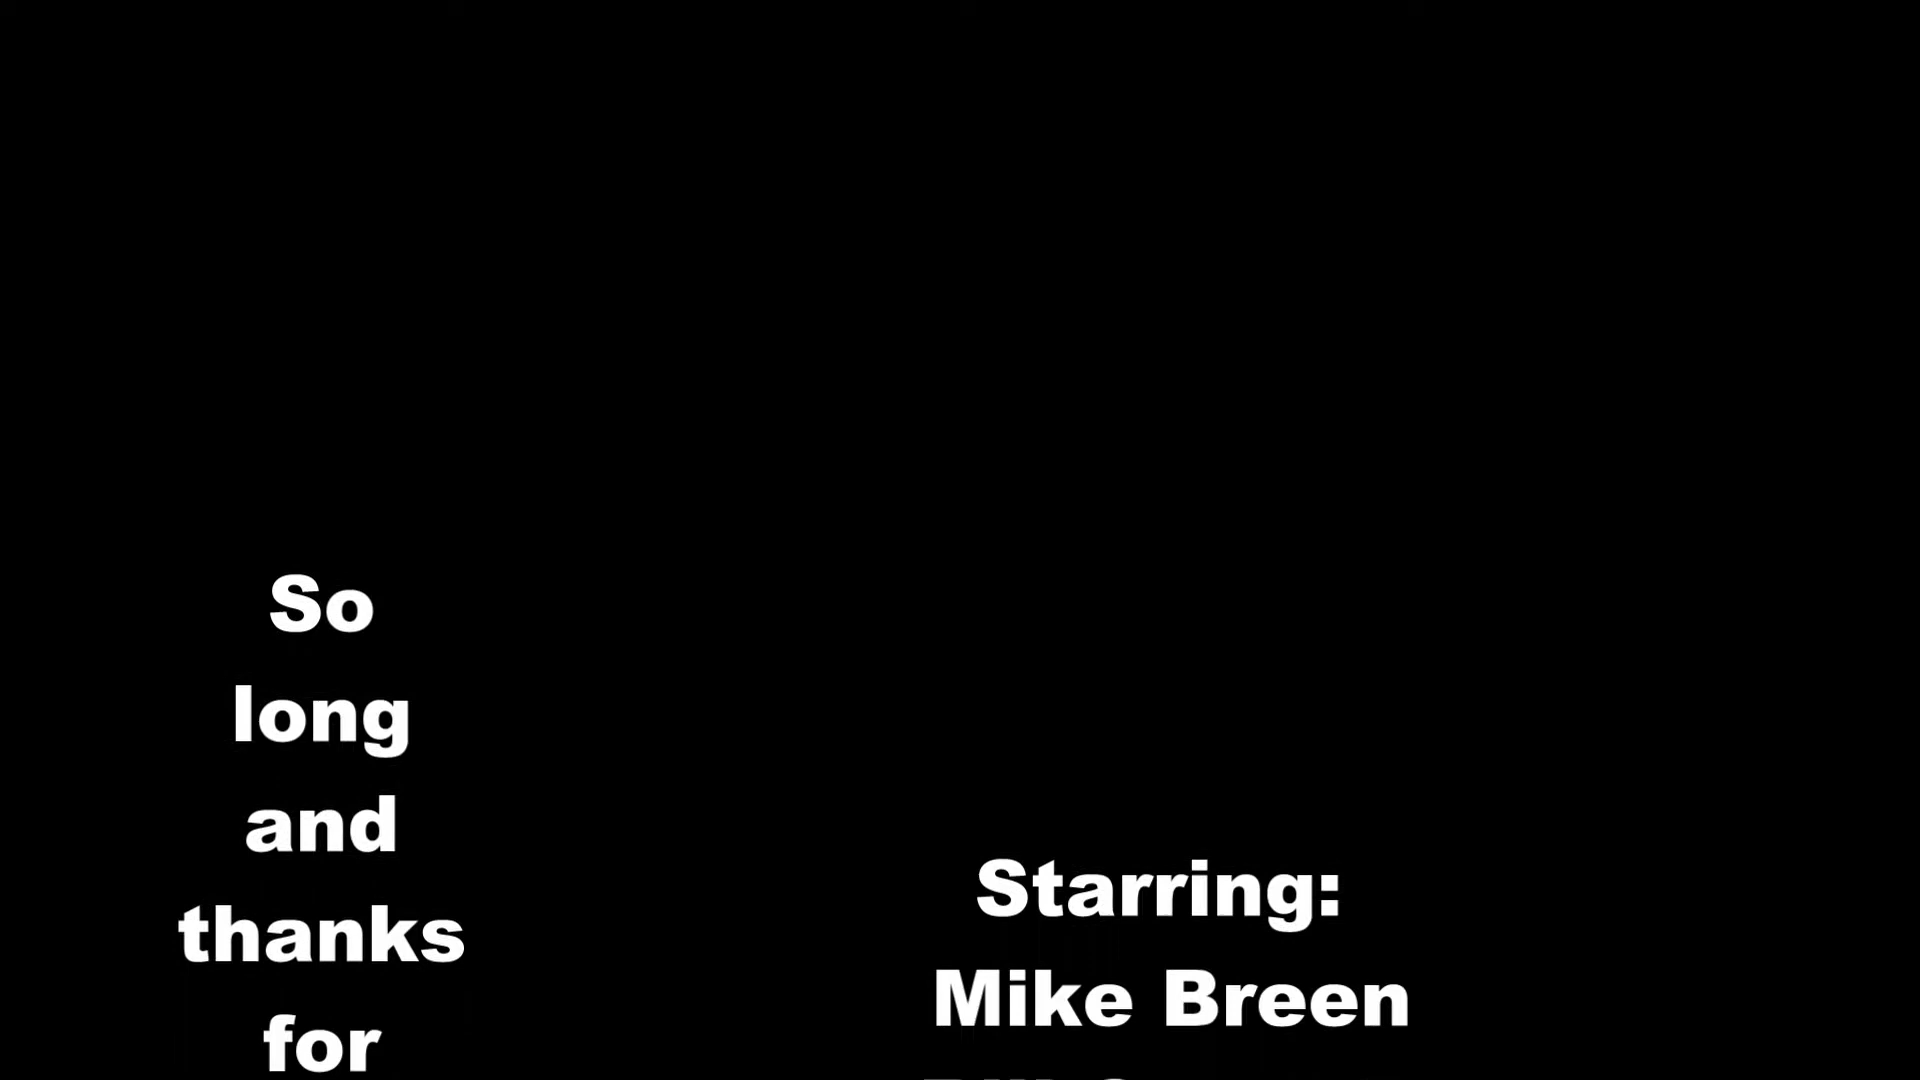 So
long
and
thanks
for
Starring:
Mike Breen